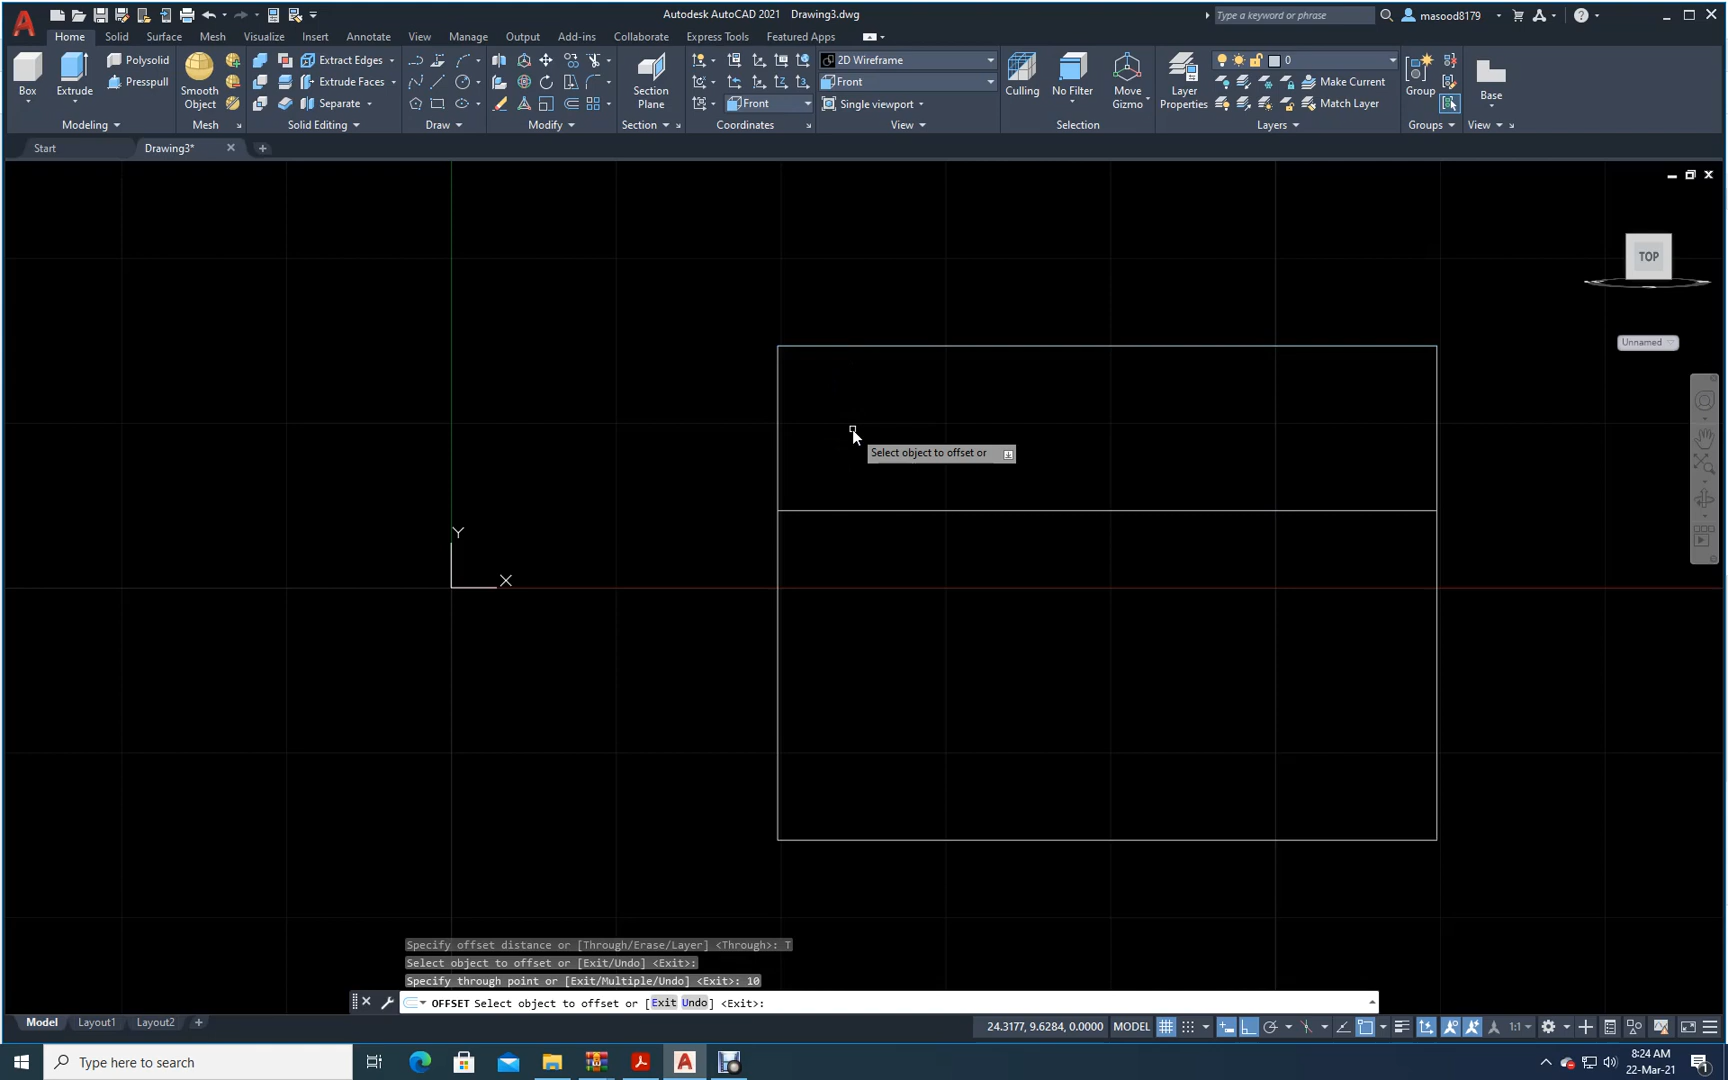 Autodesk AutoCAD 2021 Drawing3.dwg
Type a keyword or phrase
masood8179
Home Solid Surface Mesh Visualize Insert Annotate View Manage Output Add-ins Collaborate Express Tools Featured Apps
Box
Extrude
Polysolid
Presspull
Modeling
Smooth
Object
Mesh
Extract Edges
Extrude Faces
Separate
Solid Editing
Draw
Modify
Section
Plane
Section
Front
Coordinates
2D Wireframe
Front
Single viewport
View
Culling
No Filter
Move
Gizmo
Selection
Layer
Properties
0
Make Current
Match Layer
Layers
Group
Groups
Base
View
Start Drawing3*
TOP
Unnamed
Select object to offset or
Y
X
Specify offset distance or [Through/Erase/Layer] <Through>: T
Select object to offset or [Exit/Undo] <Exit>:
Specify through point or [Exit/Multiple/Undo] <Exit>: 10
OFFSET Select object to offset or [Exit Undo] <Exit>:
Model Layout1 Layout2
24.3177, 9.6284, 0.0000 MODEL 1:1
Type here to search
8:24 AM
22-Mar-21
1